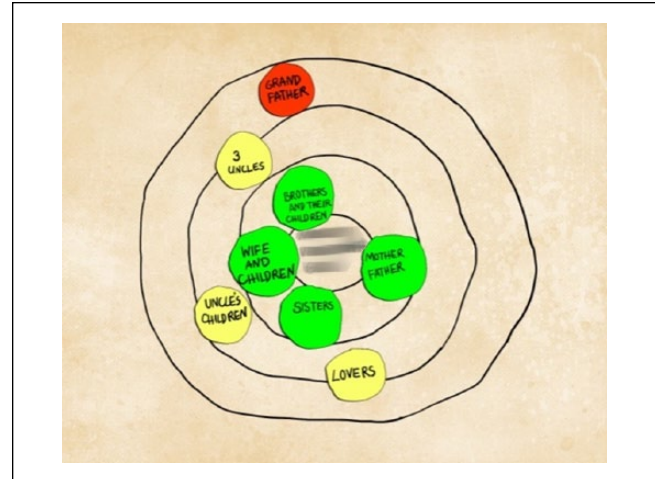 GRAND
FATHER
3
UNCLES
BROTHERS
AND THEIR
CHILDREN
WIFE
AND
CHILDREN
MOTHER
FATHER
UNCLE'S
CHILDREN
SISTERS
LOVERS